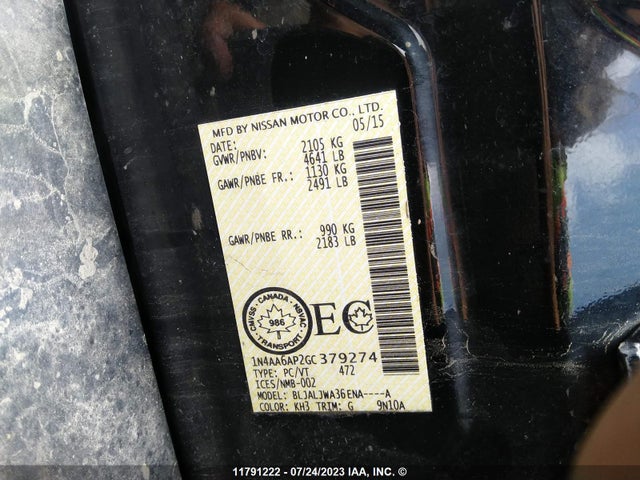 MFD BY NISSAN MOTOR CO., LTD.
DATE: 05/15
GVWR/PNBV: 2105 KG
4641 LB
GAWR/PNBE FR.: 1130 KG
2491 LB
GAWR/PNBE RR.: 990 KG
2183 LB
CANADA
CMVSS NSVAC
986
TRANSPORT
EC
1N4AA6AP2GC379274
TYPE: PC/VT 472
ICES/NMB-002
MODEL: BLJALJWA36ENA----A
COLOR: KH3 TRIM: G 9N10A
11791222 - 07/24/2023 IAA, INC. ©